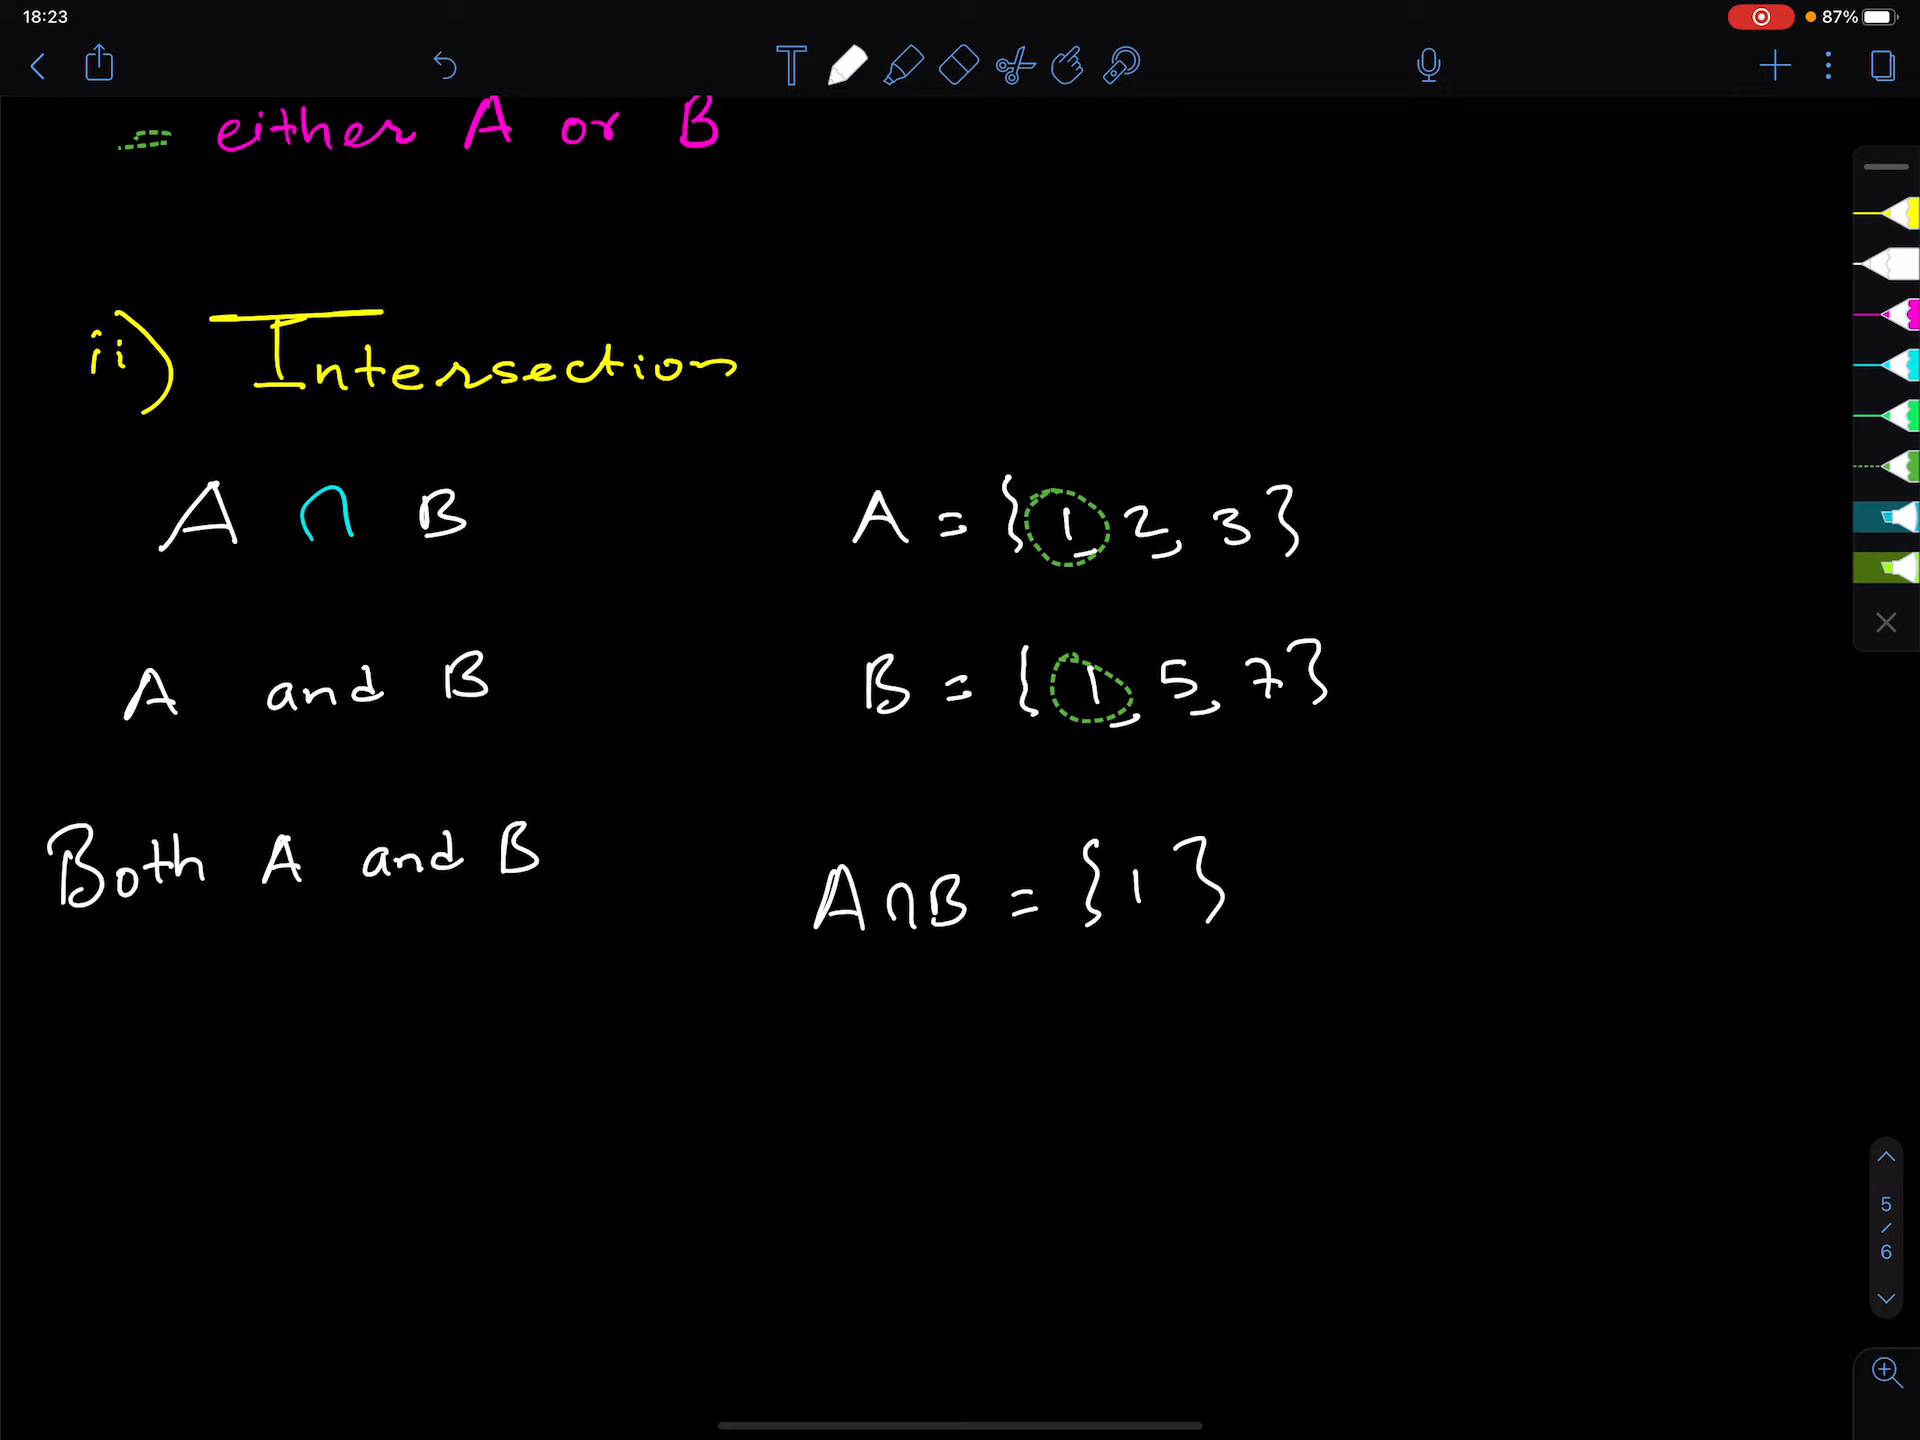 18:23
87%
= either A or B
ii) Intersection
A ∩ B
A = {1, 2, 3}
A and B
B = {1, 5, 7}
Both A and B
A∩B = {1}
5
/
6